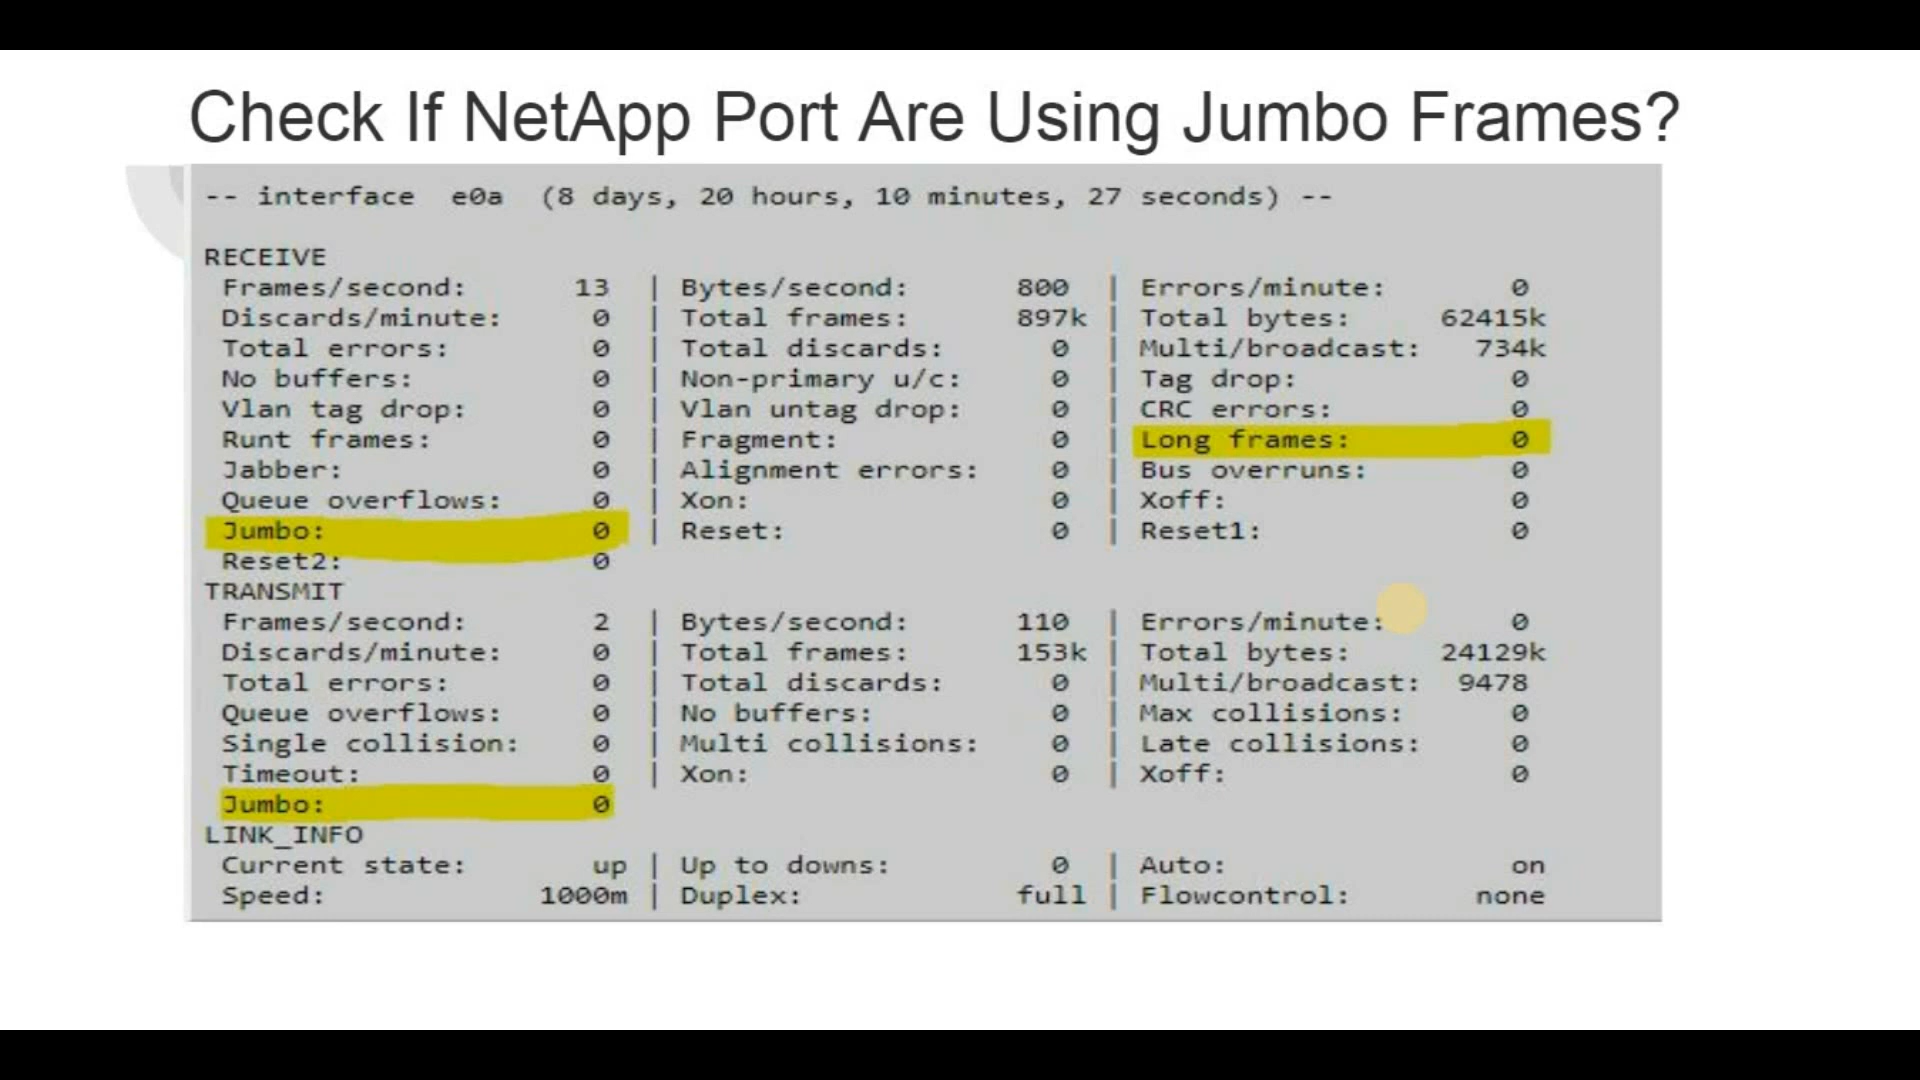 Check If NetApp Port Are Using Jumbo Frames?
-- interface e0a (8 days, 20 hours, 10 minutes, 27 seconds) --
RECEIVE
Frames/second: 13 | Bytes/second: 800 | Errors/minute: 0
Discards/minute: 0 | Total frames: 897k | Total bytes: 62415k
Total errors: 0 | Total discards: 0 | Multi/broadcast: 734k
No buffers: 0 | Non-primary u/c: 0 | Tag drop: 0
Vlan tag drop: 0 | Vlan untag drop: 0 | CRC errors: 0
Runt frames: 0 | Fragment: 0 | Long frames: 0
Jabber: 0 | Alignment errors: 0 | Bus overruns: 0
Queue overflows: 0 | Xon: 0 | Xoff: 0
Jumbo: 0 | Reset: 0 | Reset1: 0
Reset2: 0
TRANSMIT
Frames/second: 2 | Bytes/second: 110 | Errors/minute: 0
Discards/minute: 0 | Total frames: 153k | Total bytes: 24129k
Total errors: 0 | Total discards: 0 | Multi/broadcast: 9478
Queue overflows: 0 | No buffers: 0 | Max collisions: 0
Single collision: 0 | Multi collisions: 0 | Late collisions: 0
Timeout: 0 | Xon: 0 | Xoff: 0
Jumbo: 0
LINK_INFO
Current state: up | Up to downs: 0 | Auto: on
Speed: 1000m | Duplex: full | Flowcontrol: none